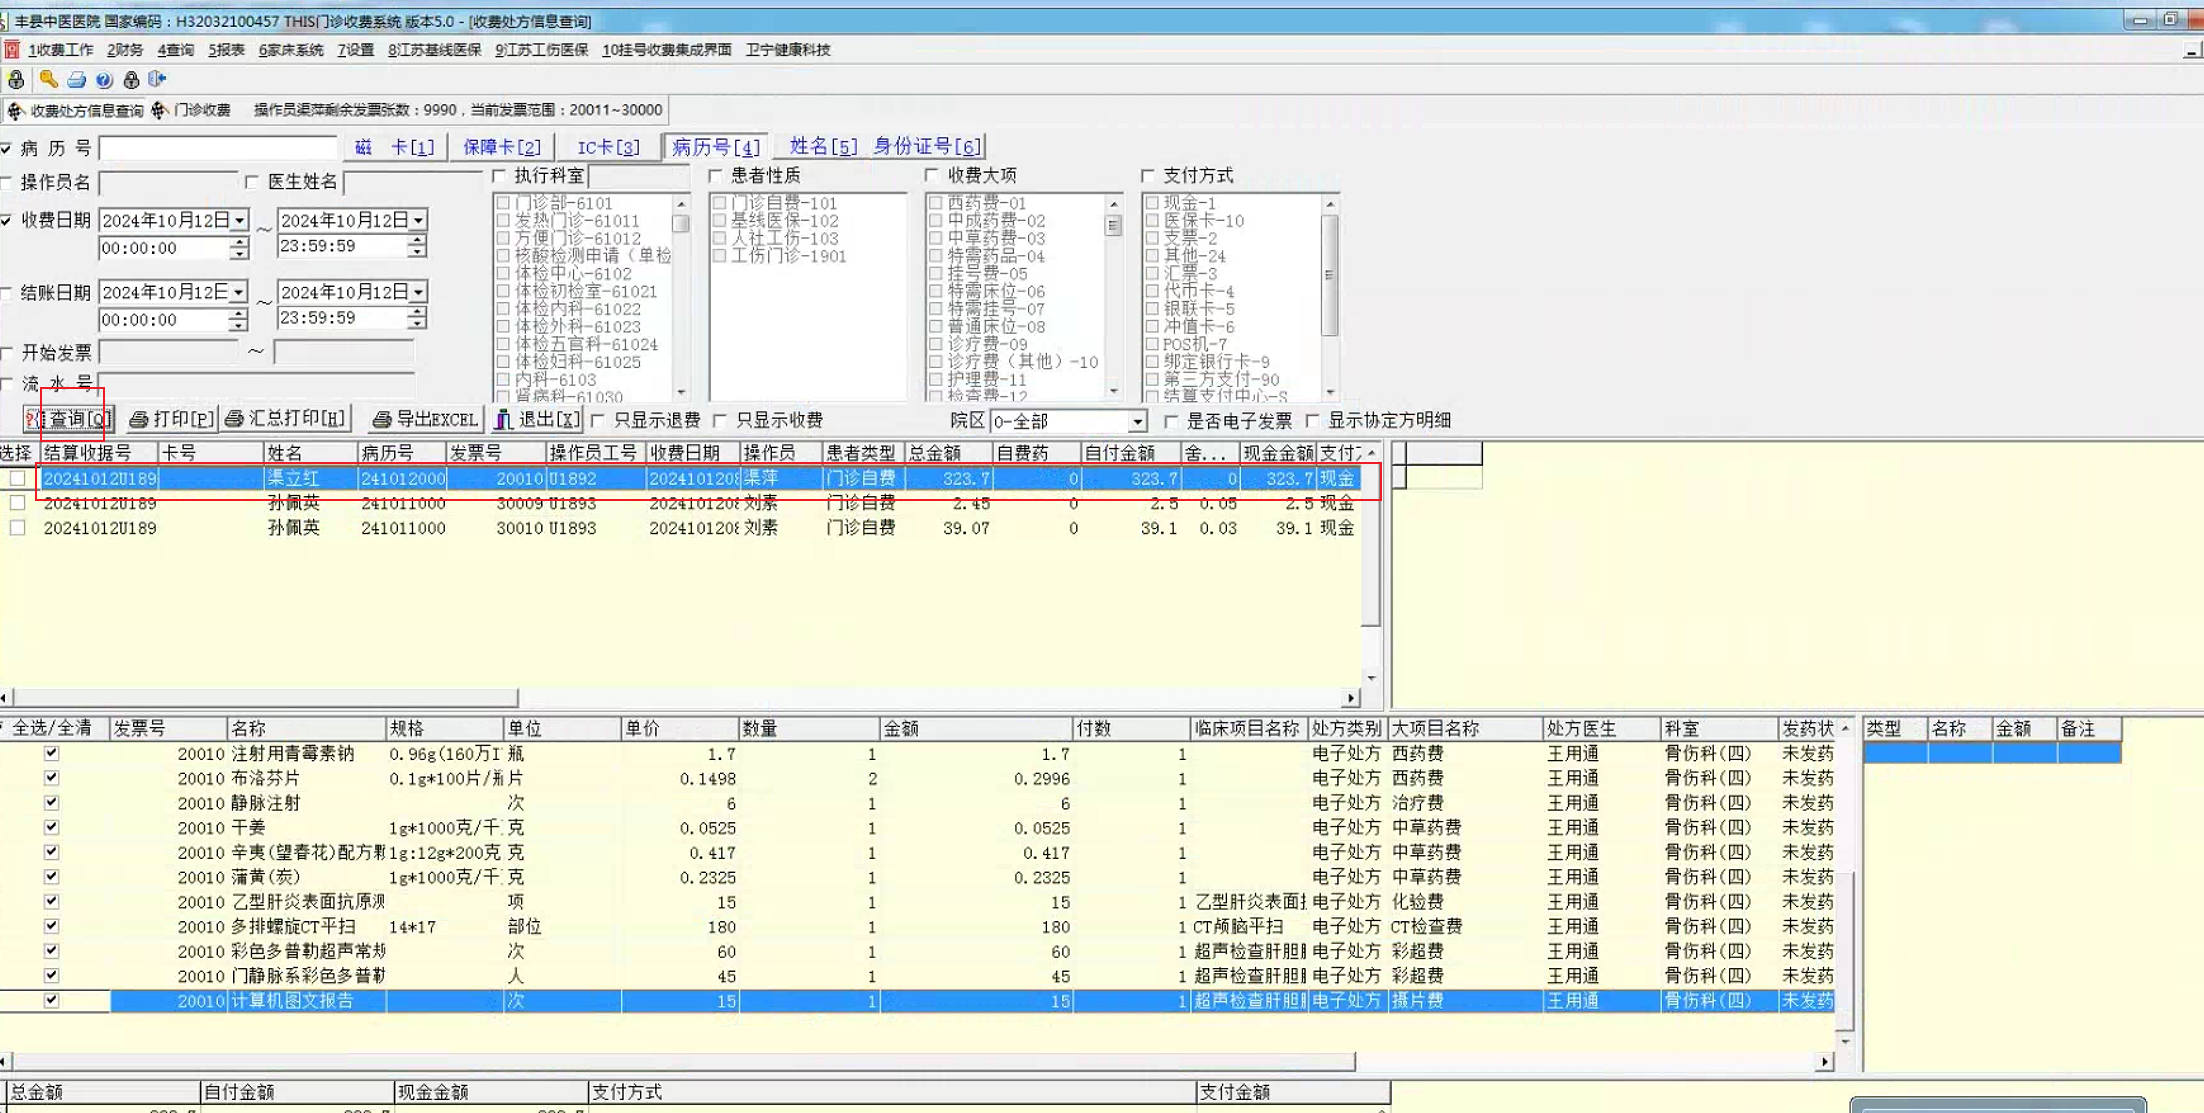 丰县中医医院 国家编码：H32032100457 THIS门诊收费系统 版本5.0 - [收费处方信息查询]
1收费工作 2财务 4查询 5报表 6家床系统 7设置 8江苏基线医保 9江苏工伤医保 10挂号收费集成界面 卫宁健康科技
收费处方信息查询 门诊收费 操作员渠萍剩余发票张数：9990，当前发票范围：20011~30000
病 历 号 磁 卡[1] 保障卡[2] IC卡[3] 病历号[4] 姓名[5] 身份证号[6]
操作员名 医生姓名 执行科室 患者性质 收费大项 支付方式
收费日期 2024年10月12日 ~ 2024年10月12日
00:00:00 23:59:59
结账日期 2024年10月12日 ~ 2024年10月12日
00:00:00 23:59:59
开始发票 ~
流 水 号
门诊部-6101
发热门诊-61011
方便门诊-61012
核酸检测申请（单检
体检中心-6102
体检初检室-61021
体检内科-61022
体检外科-61023
体检五官科-61024
体检妇科-61025
内科-6103
肾病科-61030
门诊自费-101
基线医保-102
人社工伤-103
工伤门诊-1901
西药费-01
中成药费-02
中草药费-03
特需药品-04
挂号费-05
特需床位-06
特需挂号-07
普通床位-08
诊疗费-09
诊疗费（其他）-10
护理费-11
检查费-12
现金-1
医保卡-10
支票-2
其他-24
汇票-3
代币卡-4
银联卡-5
冲值卡-6
POS机-7
绑定银行卡-9
第三方支付-90
结算支付中心-S
查询[Q] 打印[P] 汇总打印[H] 导出EXCEL 退出[X] 只显示退费 只显示收费 院区 0-全部 是否电子发票 显示协定方明细
选择 结算收据号 卡号 姓名 病历号 发票号 操作员工号 收费日期 操作员 患者类型 总金额 自费药 自付金额 舍... 现金金额 支付
20241012U189 渠立红 241012000 20010 U1892 202410120 渠萍 门诊自费 323.7 0 323.7 0 323.7 现金
20241012U189 孙佩英 241011000 30009 U1893 202410120 刘素 门诊自费 2.45 0 2.5 0.05 2.5 现金
20241012U189 孙佩英 241011000 30010 U1893 202410120 刘素 门诊自费 39.07 0 39.1 0.03 39.1 现金
全选/全清 发票号 名称 规格 单位 单价 数量 金额 付数 临床项目名称 处方类别 大项目名称 处方医生 科室 发药状 类型 名称 金额 备注
20010 注射用青霉素钠 0.96g(160万I 瓶 1.7 1 1.7 1 电子处方 西药费 王用通 骨伤科(四) 未发药
20010 布洛芬片 0.1g*100片/瓶 片 0.1498 2 0.2996 1 电子处方 西药费 王用通 骨伤科(四) 未发药
20010 静脉注射 次 6 1 6 1 电子处方 治疗费 王用通 骨伤科(四) 未发药
20010 干姜 1g*1000克/千 克 0.0525 1 0.0525 1 电子处方 中草药费 王用通 骨伤科(四) 未发药
20010 辛夷(望春花)配方颗 1g:12g*200克 克 0.417 1 0.417 1 电子处方 中草药费 王用通 骨伤科(四) 未发药
20010 蒲黄(炭) 1g*1000克/千 克 0.2325 1 0.2325 1 电子处方 中草药费 王用通 骨伤科(四) 未发药
20010 乙型肝炎表面抗原测 项 15 1 15 1 乙型肝炎表面 电子处方 化验费 王用通 骨伤科(四) 未发药
20010 多排螺旋CT平扫 14*17 部位 180 1 180 1 CT颅脑平扫 电子处方 CT检查费 王用通 骨伤科(四) 未发药
20010 彩色多普勒超声常规 次 60 1 60 1 超声检查肝胆 电子处方 彩超费 王用通 骨伤科(四) 未发药
20010 门静脉系彩色多普勒 人 45 1 45 1 超声检查肝胆 电子处方 彩超费 王用通 骨伤科(四) 未发药
20010 计算机图文报告 次 15 1 15 1 超声检查肝胆 电子处方 摄片费 王用通 骨伤科(四) 未发药
总金额 自付金额 现金金额 支付方式 支付金额